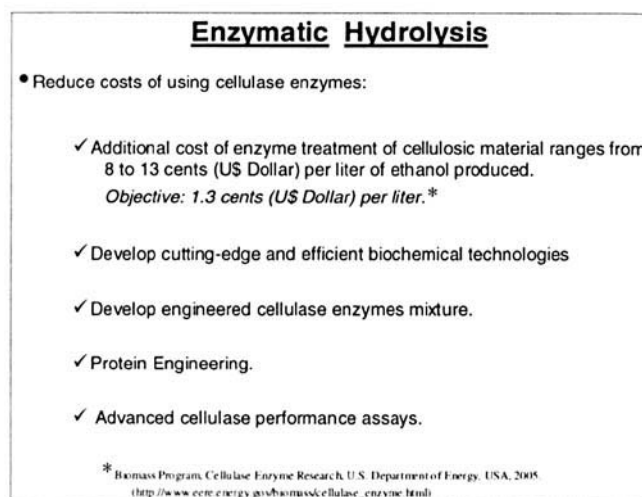 Enzymatic Hydrolysis
• Reduce costs of using cellulase enzymes:
✓ Additional cost of enzyme treatment of cellulosic material ranges from
8 to 13 cents (U$ Dollar) per liter of ethanol produced.
Objective: 1.3 cents (U$ Dollar) per liter.*
✓ Develop cutting-edge and efficient biochemical technologies
✓ Develop engineered cellulase enzymes mixture.
✓ Protein Engineering.
✓ Advanced cellulase performance assays.
* Biomass Program, Cellulase Enzyme Research, U.S. Department of Energy, USA, 2005.
(http://www.eere.energy.gov/biomass/cellulase_enzyme.html)